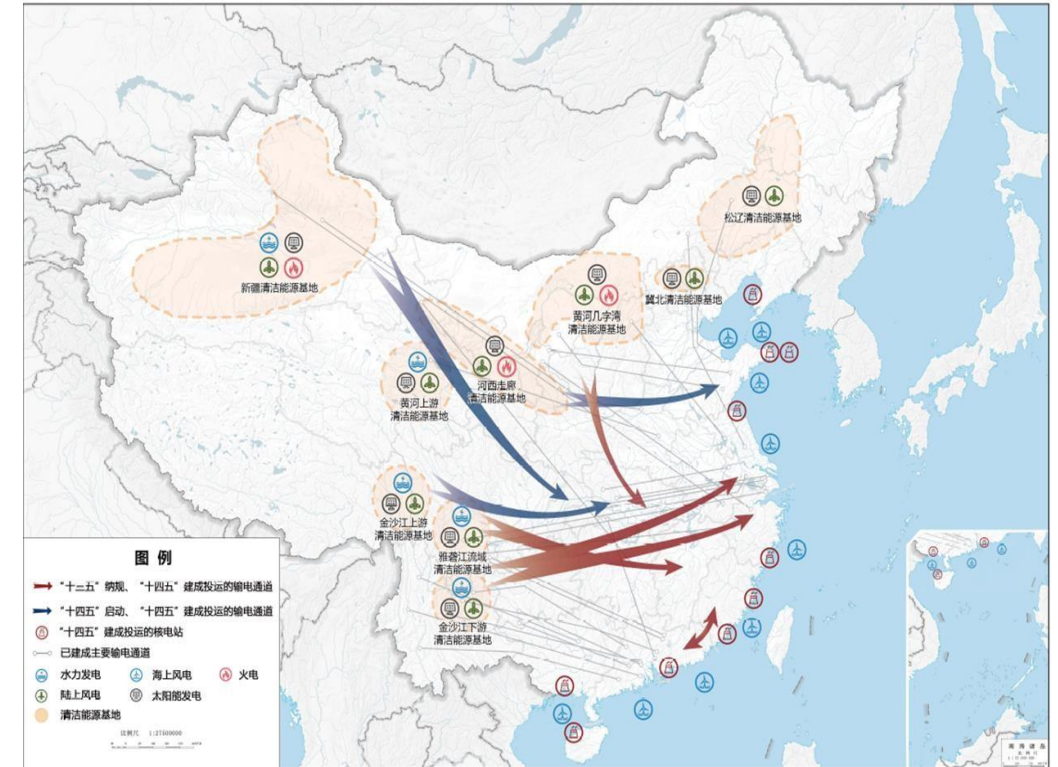 松辽清洁能源基地
新疆清洁能源基地
冀北清洁能源基地
黄河几字湾
清洁能源基地
河西走廊
清洁能源基地
黄河上游
清洁能源基地
金沙江上游
清洁能源基地
雅砻江流域
清洁能源基地
金沙江下游
清洁能源基地
图 例
“十三五”纳规、“十四五”建成投运的输电通道
“十四五”启动、“十四五”建成投运的输电通道
“十四五”建成投运的核电站
已建成主要输电通道
水力发电 海上风电 火电
陆上风电 太阳能发电
清洁能源基地
比例尺 1:27500000
南海诸岛